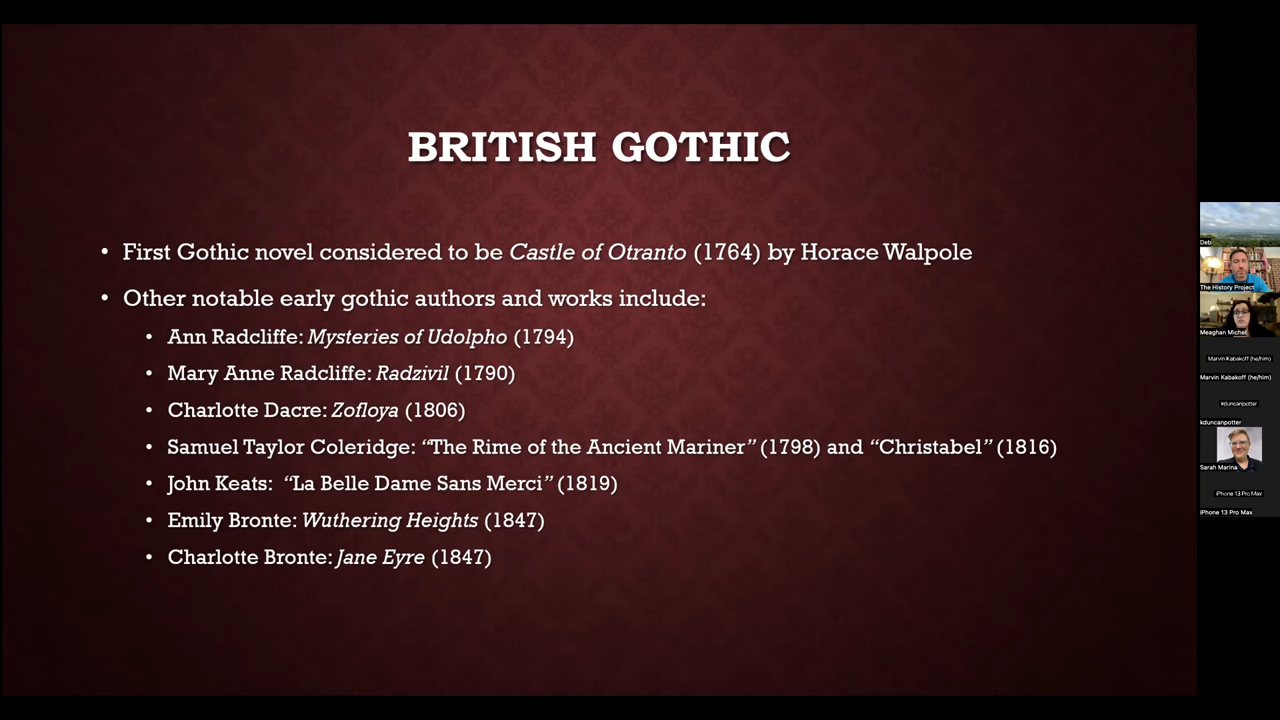 BRITISH GOTHIC
• First Gothic novel considered to be Castle of Otranto (1764) by Horace Walpole
• Other notable early gothic authors and works include:
• Ann Radcliffe: Mysteries of Udolpho (1794)
• Mary Anne Radcliffe: Radzivil (1790)
• Charlotte Dacre: Zofloya (1806)
• Samuel Taylor Coleridge: “The Rime of the Ancient Mariner” (1798) and “Christabel” (1816)
• John Keats: “La Belle Dame Sans Merci” (1819)
• Emily Bronte: Wuthering Heights (1847)
• Charlotte Bronte: Jane Eyre (1847)
Deb
The History Project
Meaghan Michel
Marvin Kabakoff (he/him)
Marvin Kabakoff (he/him)
kduncanpotter
kduncanpotter
Sarah Marina
iPhone 13 Pro Max
iPhone 13 Pro Max